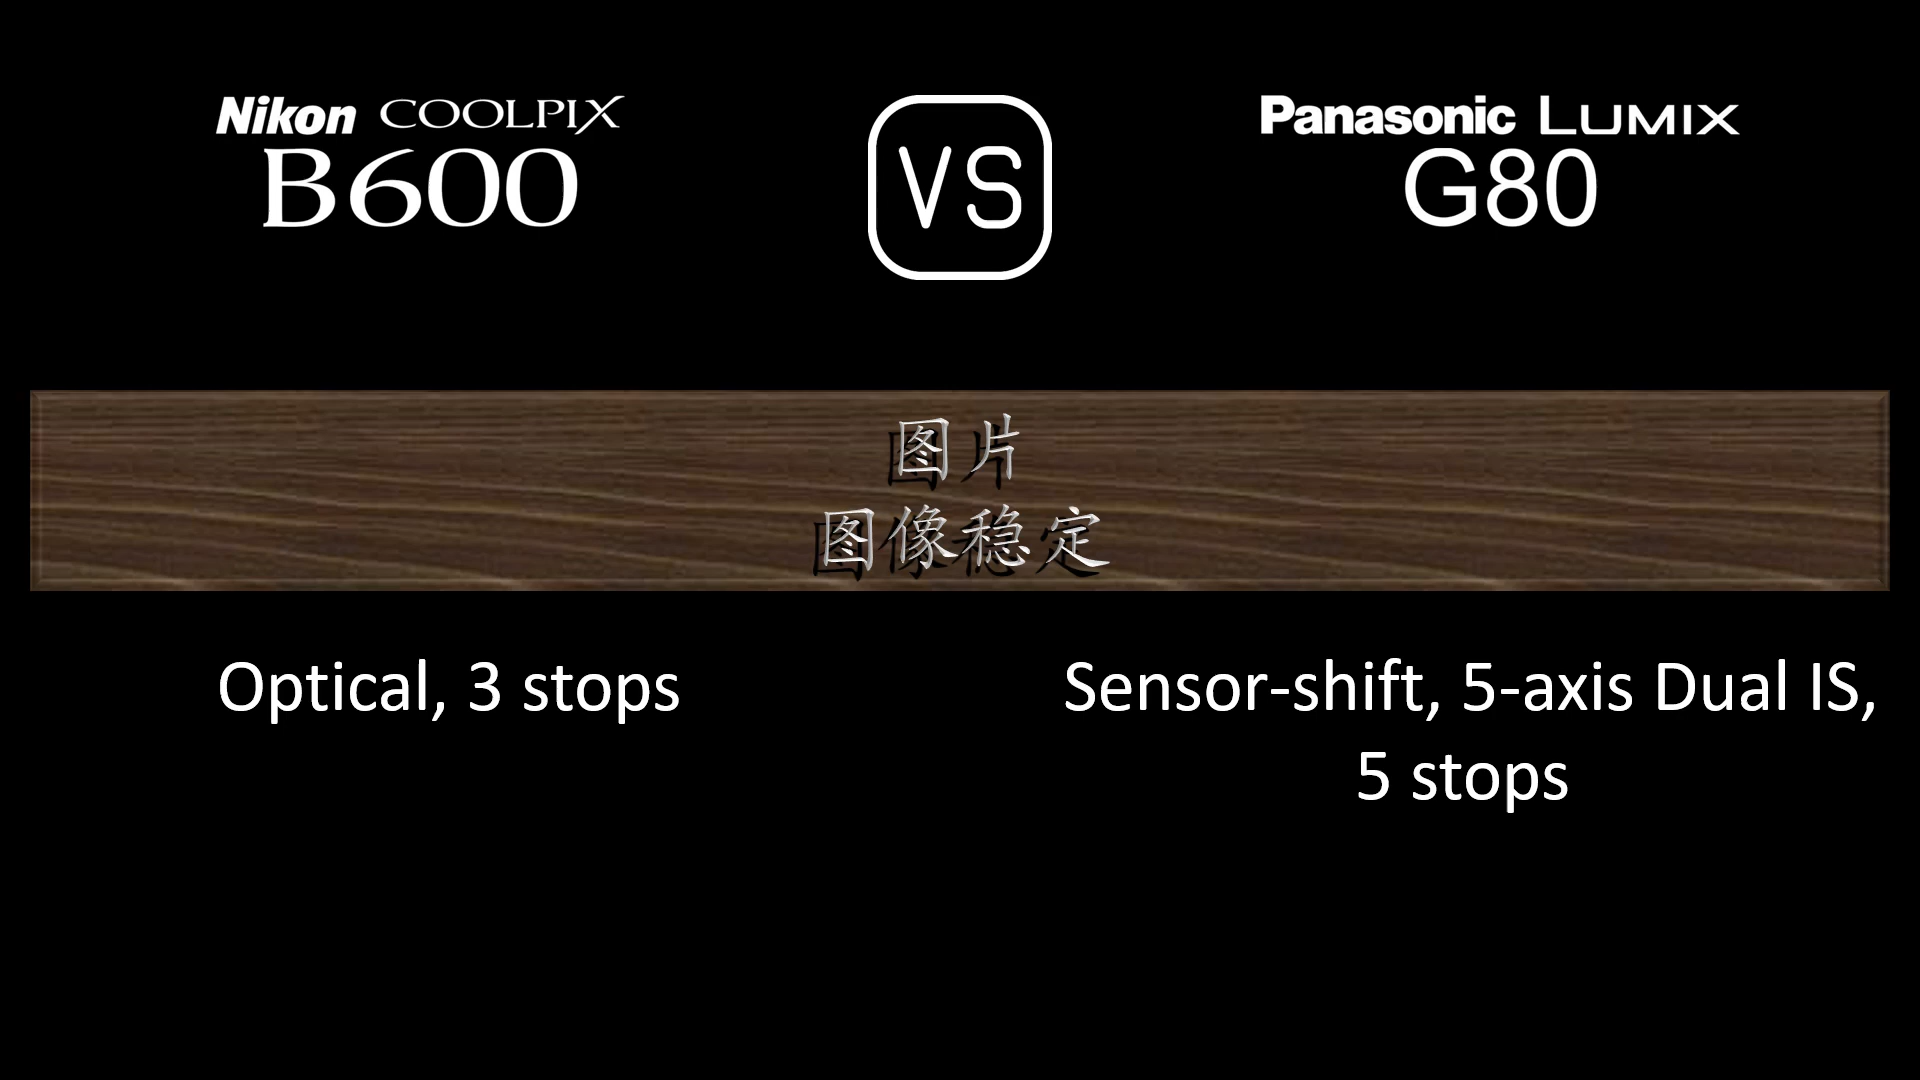 Nikon COOLPIX
B600
VS
Panasonic LUMIX
G80
图片
图像稳定
Optical, 3 stops
Sensor-shift, 5-axis Dual IS,
5 stops